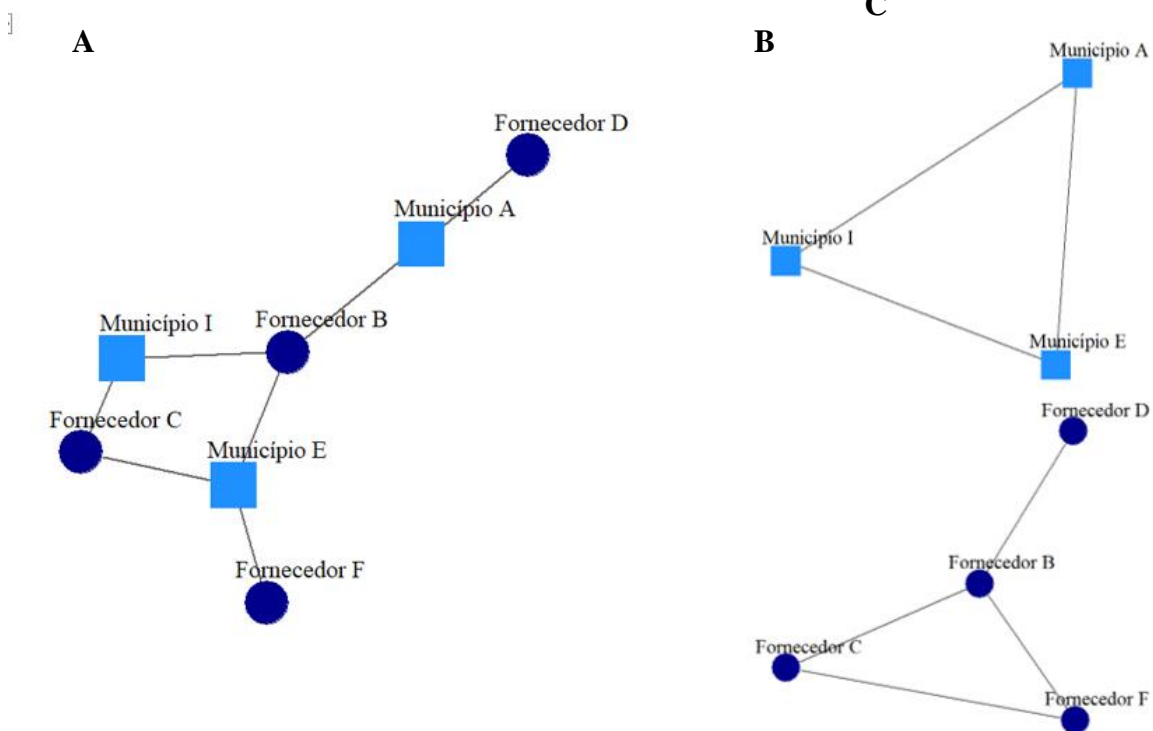 C
A
B
Município A
Fornecedor D
Município A
Município I
Município I
Fornecedor B
Município E
Fornecedor C
Fornecedor D
Município E
Fornecedor B
Fornecedor F
Fornecedor C
Fornecedor F